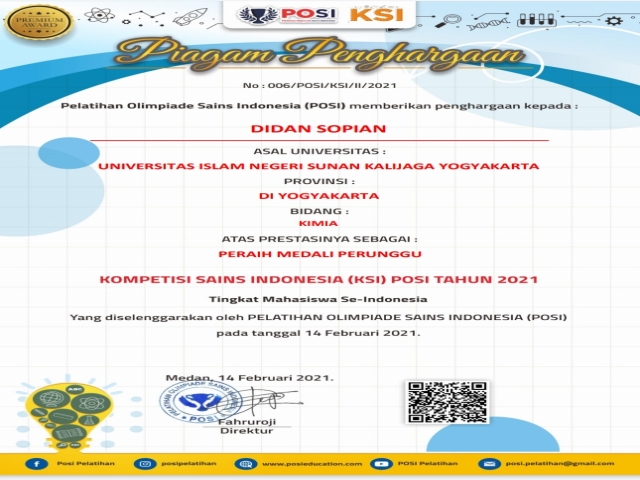 PREMIUM
AWARD
POSI
KSI
Piagam Penghargaan
No : 006/POSI/KSI/II/2021
Pelatihan Olimpiade Sains Indonesia (POSI) memberikan penghargaan kepada :
DIDAN SOPIAN
ASAL UNIVERSITAS :
UNIVERSITAS ISLAM NEGERI SUNAN KALIJAGA YOGYAKARTA
PROVINSI :
DI YOGYAKARTA
BIDANG :
KIMIA
ATAS PRESTASINYA SEBAGAI :
PERAIH MEDALI PERUNGGU
KOMPETISI SAINS INDONESIA (KSI) POSI TAHUN 2021
Tingkat Mahasiswa Se-Indonesia
Yang diselenggarakan oleh PELATIHAN OLIMPIADE SAINS INDONESIA (POSI)
pada tanggal 14 Februari 2021.
Medan, 14 Februari 2021.
PELATIHAN OLIMPIADE SAINS INDONESIA
POSI
Fahruroji
Direktur
Posi Pelatihan
posipelatihan
www.posieducation.com
POSI Pelatihan
posi.pelatihan@gmail.com